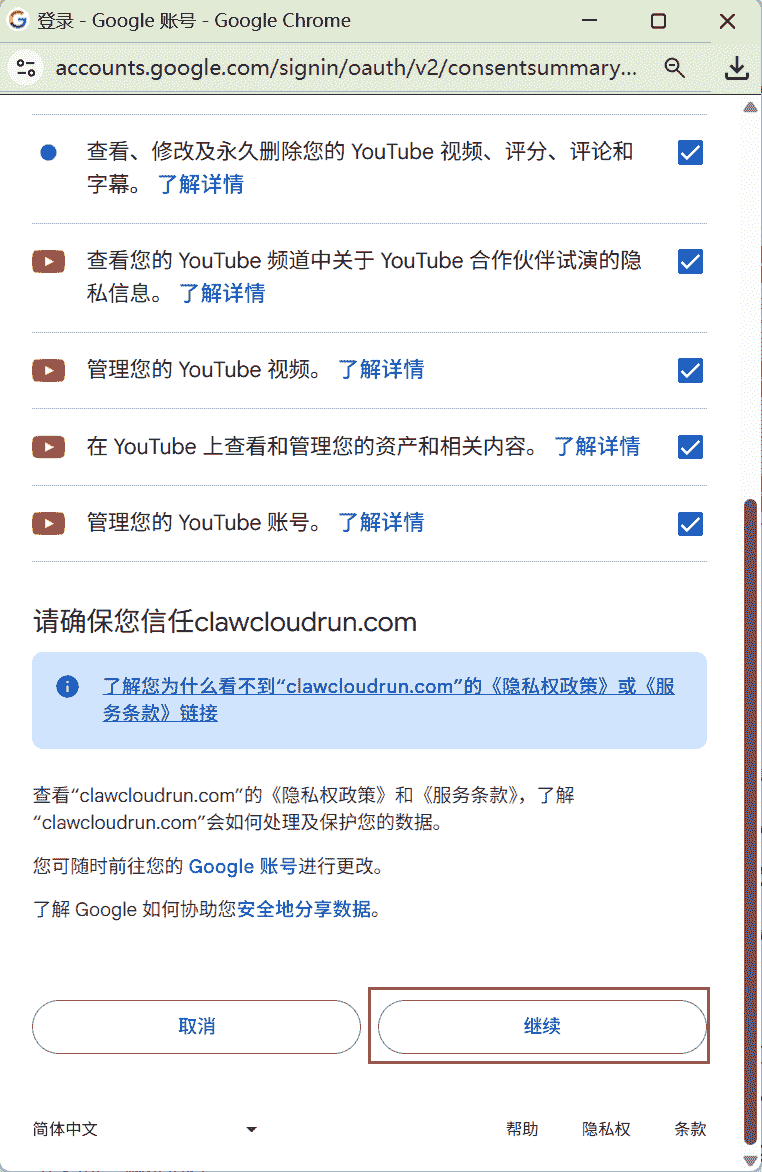 登录 - Google 账号 - Google Chrome
accounts.google.com/signin/oauth/v2/consentsummary...
查看、修改及永久删除您的 YouTube 视频、评分、评论和
字幕。 了解详情
查看您的 YouTube 频道中关于 YouTube 合作伙伴试演的隐
私信息。 了解详情
管理您的 YouTube 视频。 了解详情
在 YouTube 上查看和管理您的资产和相关内容。 了解详情
管理您的 YouTube 账号。 了解详情
请确保您信任clawcloudrun.com
了解您为什么看不到“clawcloudrun.com”的《隐私权政策》或《服
务条款》链接
查看“clawcloudrun.com”的《隐私权政策》和《服务条款》，了解
“clawcloudrun.com”会如何处理及保护您的数据。
您可随时前往您的 Google 账号进行更改。
了解 Google 如何协助您安全地分享数据。
取消 继续
简体中文 帮助 隐私权 条款